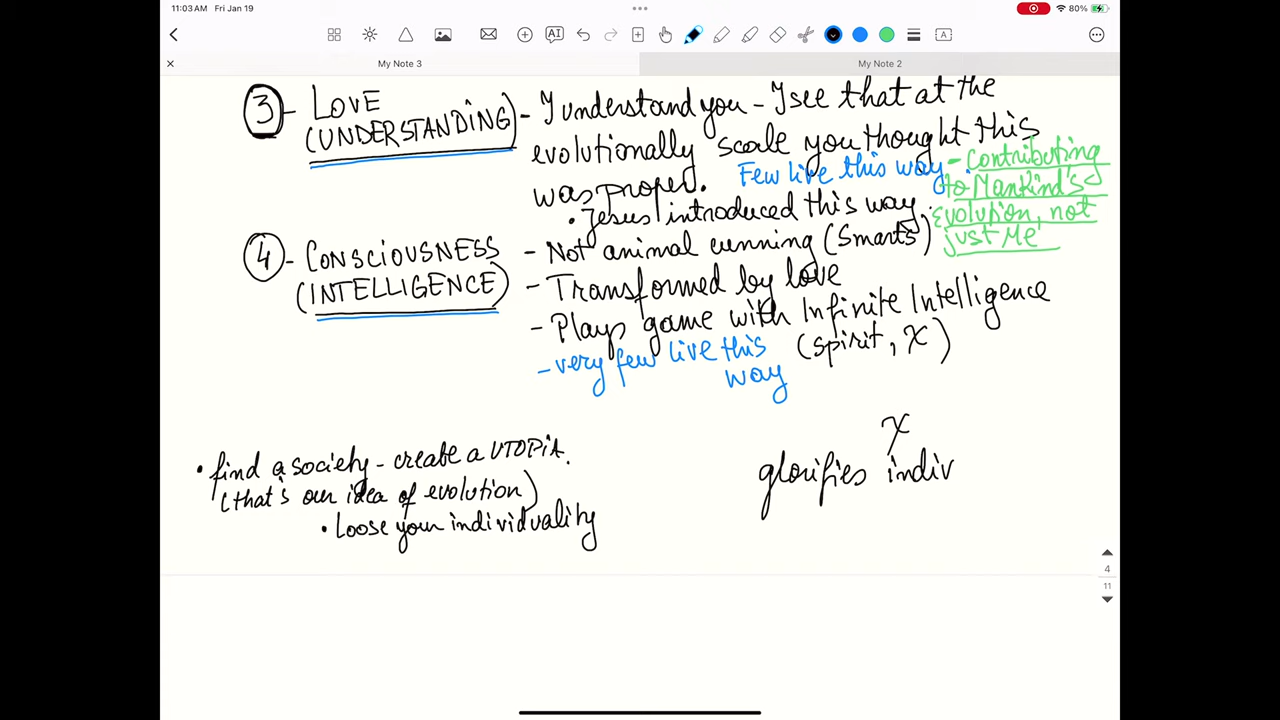 11:03 AM Fri Jan 19
80%
My Note 3
My Note 2
3 - LOVE
(UNDERSTANDING) - I understand you - I see that at the
evolutionally scale you thought this
was proper.
Few live this way
- Contributing
to Mankind's
Evolution, not
just Me
• Jesus introduced this way.
4 - CONSCIOUSNESS - Not animal cunning (Smarts)
(INTELLIGENCE) - Transformed by love
- Plays game with Infinite Intelligence
(spirit, X)
- very few live this
way
• find a society - create a UTOPIA.
(that's our idea of evolution)
• Loose your individuality
X
glorifies indiv
4
11